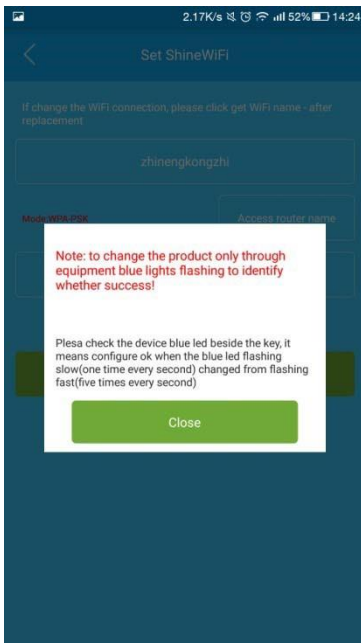 2.17K/s 52% 14:24
Set ShineWiFi
If change the WiFi connection, please click get WiFi name - after
replacement
zhinengkongzhi
Mode:WPA-PSK
Access router name
Note: to change the product only through
equipment blue lights flashing to identify
whether success!
Plesa check the device blue led beside the key, it
means configure ok when the blue led flashing
slow(one time every second) changed from flashing
fast(five times every second)
Close